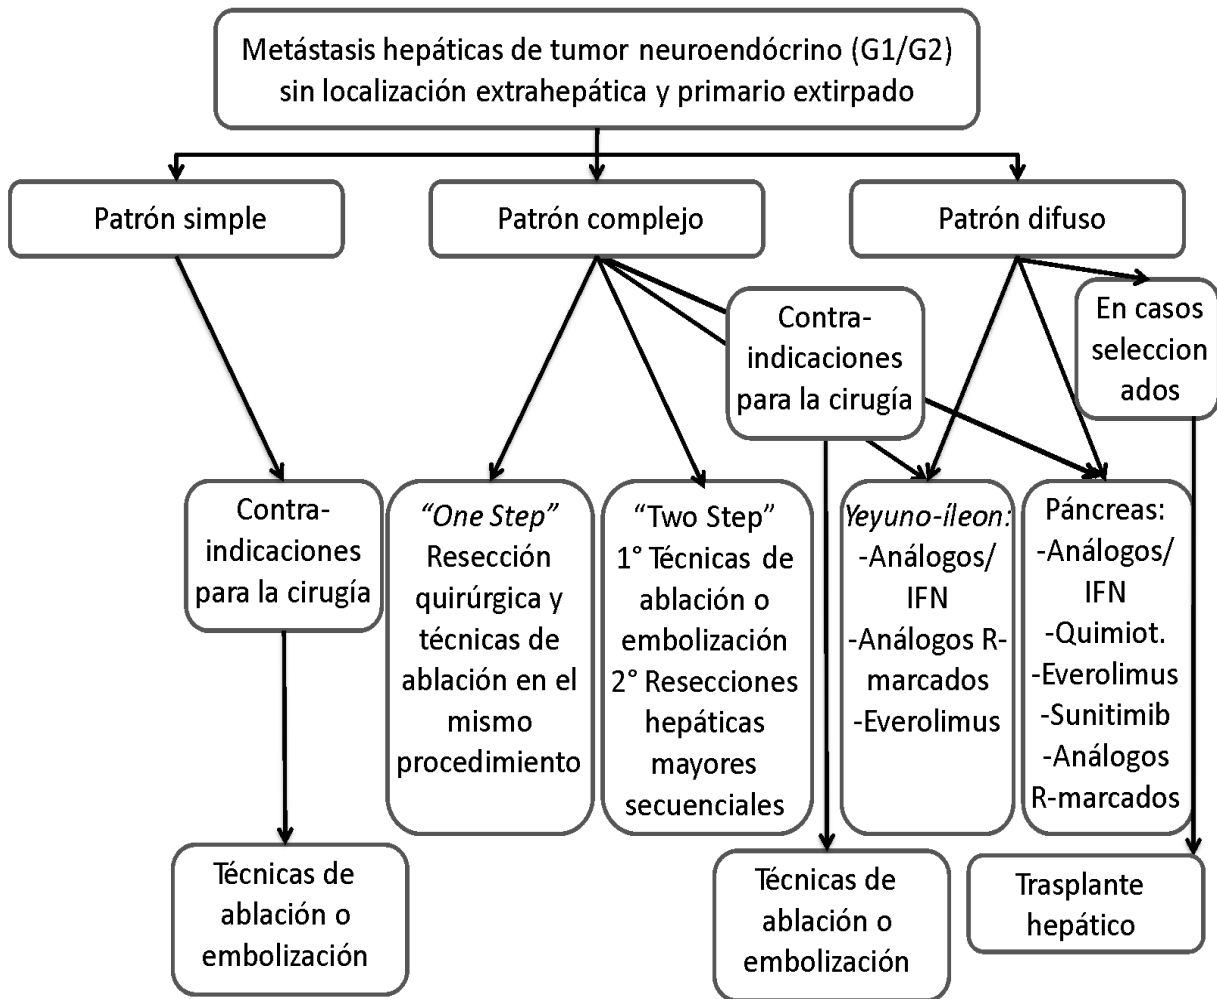 Metástasis hepáticas de tumor neuroendócrino (G1/G2)
sin localización extrahepática y primario extirpado
Patrón simple
Patrón complejo
Patrón difuso
Contra-
indicaciones
para la cirugía
En casos
seleccion
ados
Contra-
indicaciones
para la cirugía
“One Step”
Resección
quirúrgica y
técnicas de
ablación en el
mismo
procedimiento
“Two Step”
1° Técnicas de
ablación o
embolización
2° Resecciones
hepáticas
mayores
secuenciales
Yeyuno-íleon:
-Análogos/
IFN
-Análogos R-
marcados
-Everolimus
Páncreas:
-Análogos/
IFN
-Quimiot.
-Everolimus
-Sunitimib
-Análogos
R-marcados
Técnicas de
ablación o
embolización
Técnicas de
ablación o
embolización
Trasplante
hepático